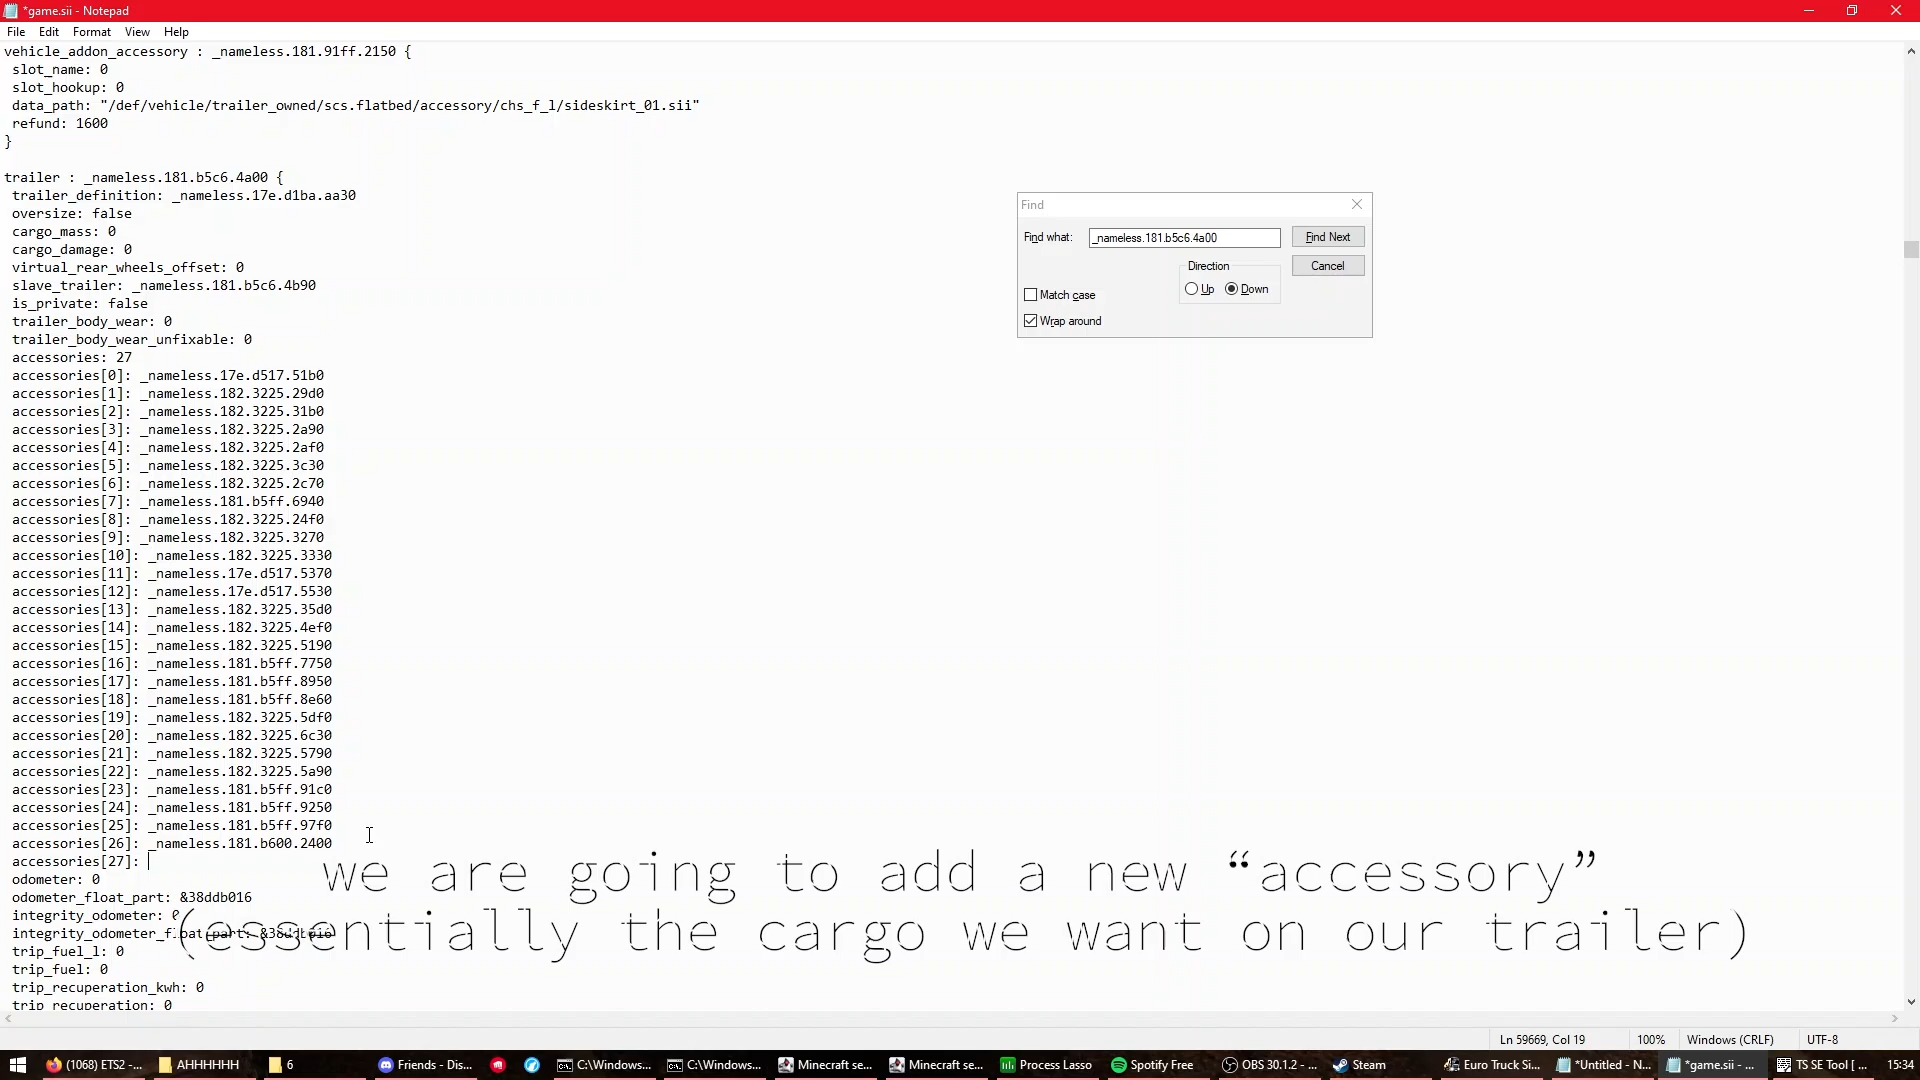 *game.sii - Notepad
File Edit Format View Help
vehicle_addon_accessory : _nameless.181.91ff.2150 {
slot_name: 0
slot_hookup: 0
data_path: "/def/vehicle/trailer_owned/scs.flatbed/accessory/chs_f_l/sideskirt_01.sii"
refund: 1600
}
trailer : _nameless.181.b5c6.4a00 {
trailer_definition: _nameless.17e.d1ba.aa30
oversize: false
cargo_mass: 0
cargo_damage: 0
virtual_rear_wheels_offset: 0
slave_trailer: _nameless.181.b5c6.4b90
is_private: false
trailer_body_wear: 0
trailer_body_wear_unfixable: 0
accessories: 27
accessories[0]: _nameless.17e.d517.51b0
accessories[1]: _nameless.182.3225.29d0
accessories[2]: _nameless.182.3225.31b0
accessories[3]: _nameless.182.3225.2a90
accessories[4]: _nameless.182.3225.2af0
accessories[5]: _nameless.182.3225.3c30
accessories[6]: _nameless.182.3225.2c70
accessories[7]: _nameless.181.b5ff.6940
accessories[8]: _nameless.182.3225.24f0
accessories[9]: _nameless.182.3225.3270
accessories[10]: _nameless.182.3225.3330
accessories[11]: _nameless.17e.d517.5370
accessories[12]: _nameless.17e.d517.5530
accessories[13]: _nameless.182.3225.35d0
accessories[14]: _nameless.182.3225.4ef0
accessories[15]: _nameless.182.3225.5190
accessories[16]: _nameless.181.b5ff.7750
accessories[17]: _nameless.181.b5ff.8950
accessories[18]: _nameless.181.b5ff.8e60
accessories[19]: _nameless.182.3225.5df0
accessories[20]: _nameless.182.3225.6c30
accessories[21]: _nameless.182.3225.5790
accessories[22]: _nameless.182.3225.5a90
accessories[23]: _nameless.181.b5ff.91c0
accessories[24]: _nameless.181.b5ff.9250
accessories[25]: _nameless.181.b5ff.97f0
accessories[26]: _nameless.181.b600.2400
accessories[27]:
odometer: 0
odometer_float_part: &38ddb016
integrity_odometer: 0
integrity_odometer_float_part:
trip_fuel_l: 0
trip_fuel: 0
trip_recuperation_kwh: 0
trip_recuperation: 0
Find
Find what: _nameless.181.b5c6.4a00 Find Next
Direction Cancel
Up Down
Match case
Wrap around
we are going to add a new “accessory”
(essentially the cargo we want on our trailer)
Ln 59669, Col 19 100% Windows (CRLF) UTF-8
(1068) ETS2 -... AHHHHHH 6 Friends - Dis... C:\Windows... C:\Windows... Minecraft se... Minecraft se... Process Lasso Spotify Free OBS 30.1.2 - ... Steam Euro Truck Si... *Untitled - N... *game.sii - ... TS SE Tool [ ... 15:34